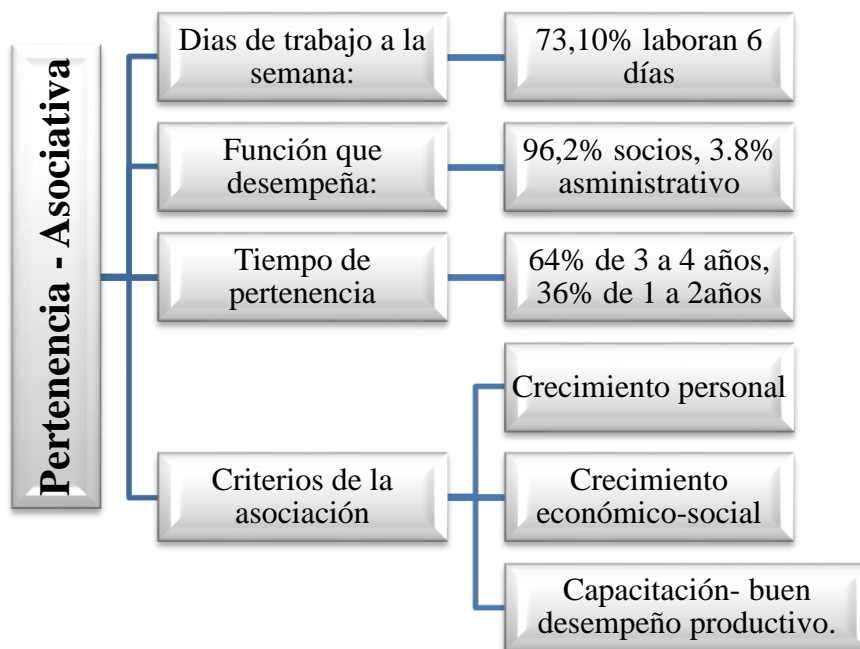 Pertenencia - Asociativa
Dias de trabajo a la
semana:
73,10% laboran 6
días
Función que
desempeña:
96,2% socios, 3.8%
asministrativo
Tiempo de
pertenencia
64% de 3 a 4 años,
36% de 1 a 2años
Criterios de la
asociación
Crecimiento personal
Crecimiento
económico-social
Capacitación- buen
desempeño productivo.